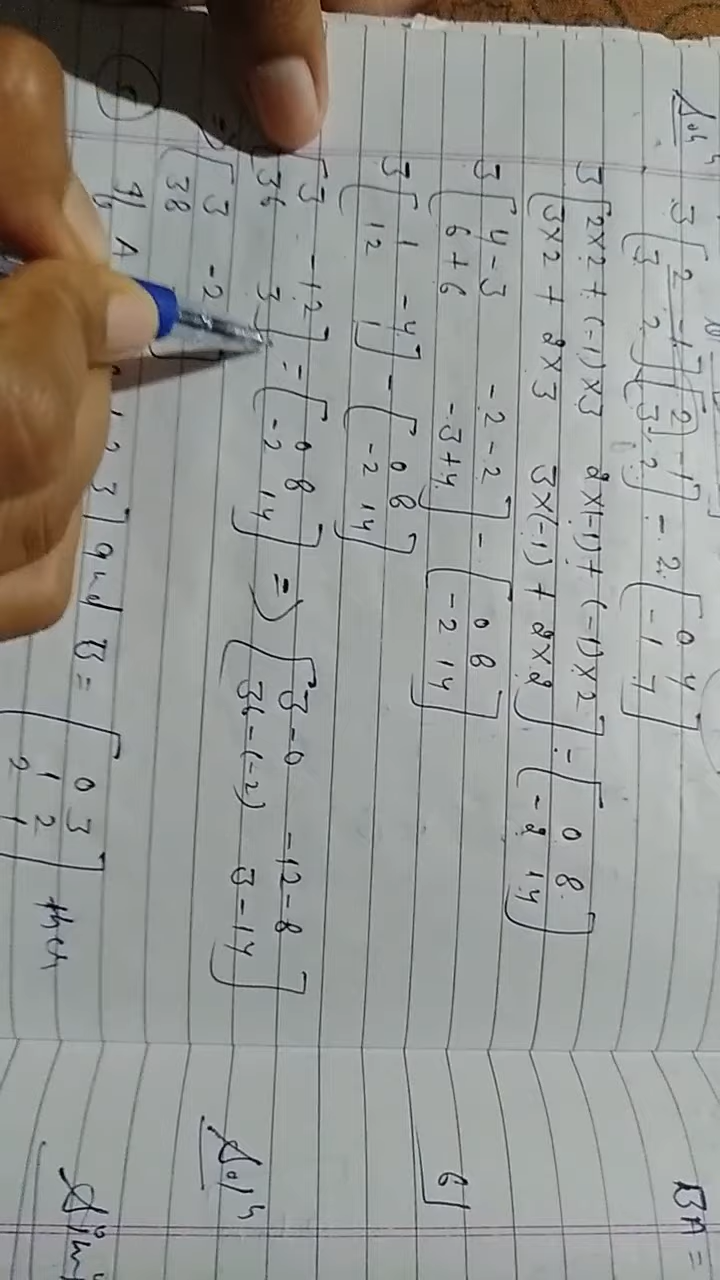 Solⁿ 3 [2 -1] [2 -1] - 2. [0 4]
[3 2] [3 2] [-1 7]
3 [2×2 + (-1)×3 2×(-1) + (-1)×2] - [0 8]
[3×2 + 2×3 3×(-1) + 2×2] [-2 14]
3 [4-3 -2-2] - [0 8]
[6+6 -3+4] [-2 14]
3 [1 -4] - [0 8]
[12 1] [-2 14]
[3 -12] = [0 8] => [3-0 -12-8]
[36 3] [-2 14] [36-(-2) 3-14]
=> [3 -2
[38
A 2 3] and B = [0 3]
[1 2] then
[2 1]
BA =
6]
Solⁿ